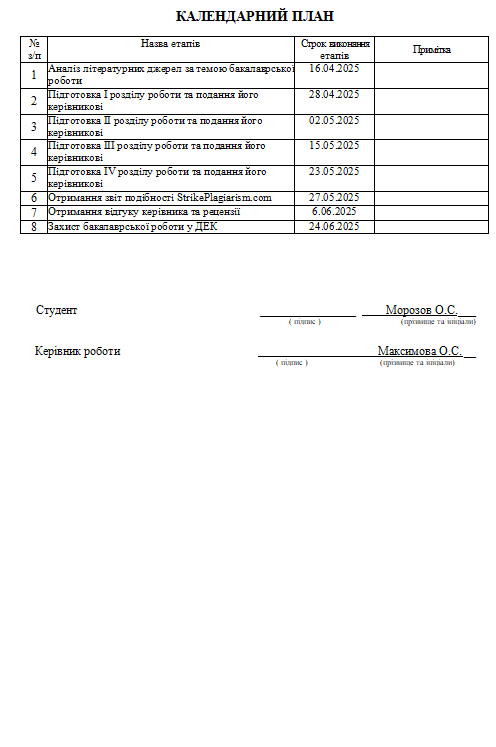 КАЛЕНДАРНИЙ ПЛАН
№ з/п Назва етапів Строк виконання етапів Примітка
1 Аналіз літературних джерел за темою бакалаврської роботи 16.04.2025
2 Підготовка І розділу роботи та подання його керівникові 28.04.2025
3 Підготовка ІІ розділу роботи та подання його керівникові 02.05.2025
4 Підготовка ІІІ розділу роботи та подання його керівникові 15.05.2025
5 Підготовка IV розділу роботи та подання його керівникові 23.05.2025
6 Отримання звіт подібності StrikePlagiarism.com 27.05.2025
7 Отримання відгуку керівника та рецензії 6.06.2025
8 Захист бакалаврської роботи у ДЕК 24.06.2025
Студент Морозов О.Є.
( підпис ) (прізвище та ініціали)
Керівник роботи Максимова О.С.
( підпис ) (прізвище та ініціали)